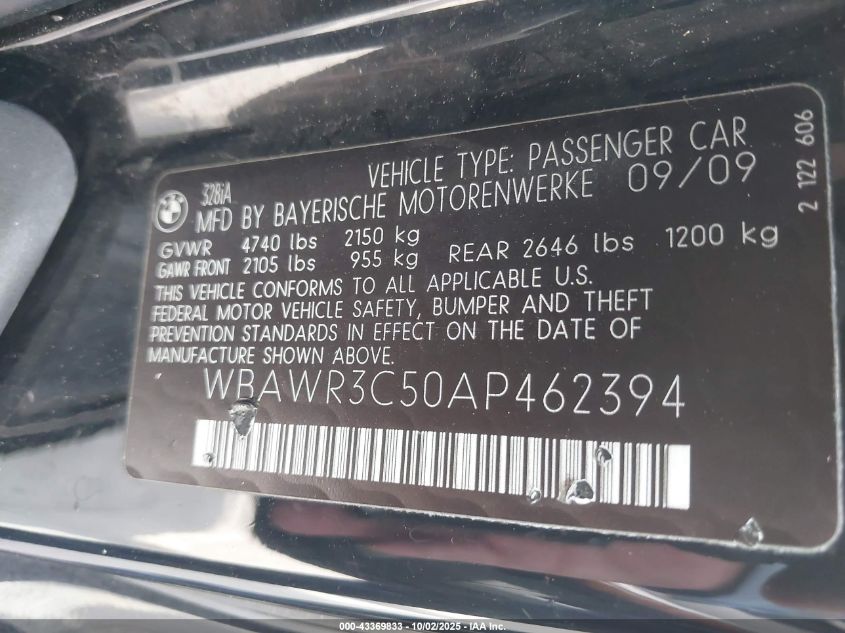 328iA
VEHICLE TYPE: PASSENGER CAR
MFD BY BAYERISCHE MOTORENWERKE 09/09
GVWR 4740 lbs 2150 kg
GAWR FRONT 2105 lbs 955 kg REAR 2646 lbs 1200 kg
THIS VEHICLE CONFORMS TO ALL APPLICABLE U.S.
FEDERAL MOTOR VEHICLE SAFETY, BUMPER AND THEFT
PREVENTION STANDARDS IN EFFECT ON THE DATE OF
MANUFACTURE SHOWN ABOVE.
WBAWR3C50AP462394
2 122 606
000-43369833 - 10/02/2025 - IAA Inc.